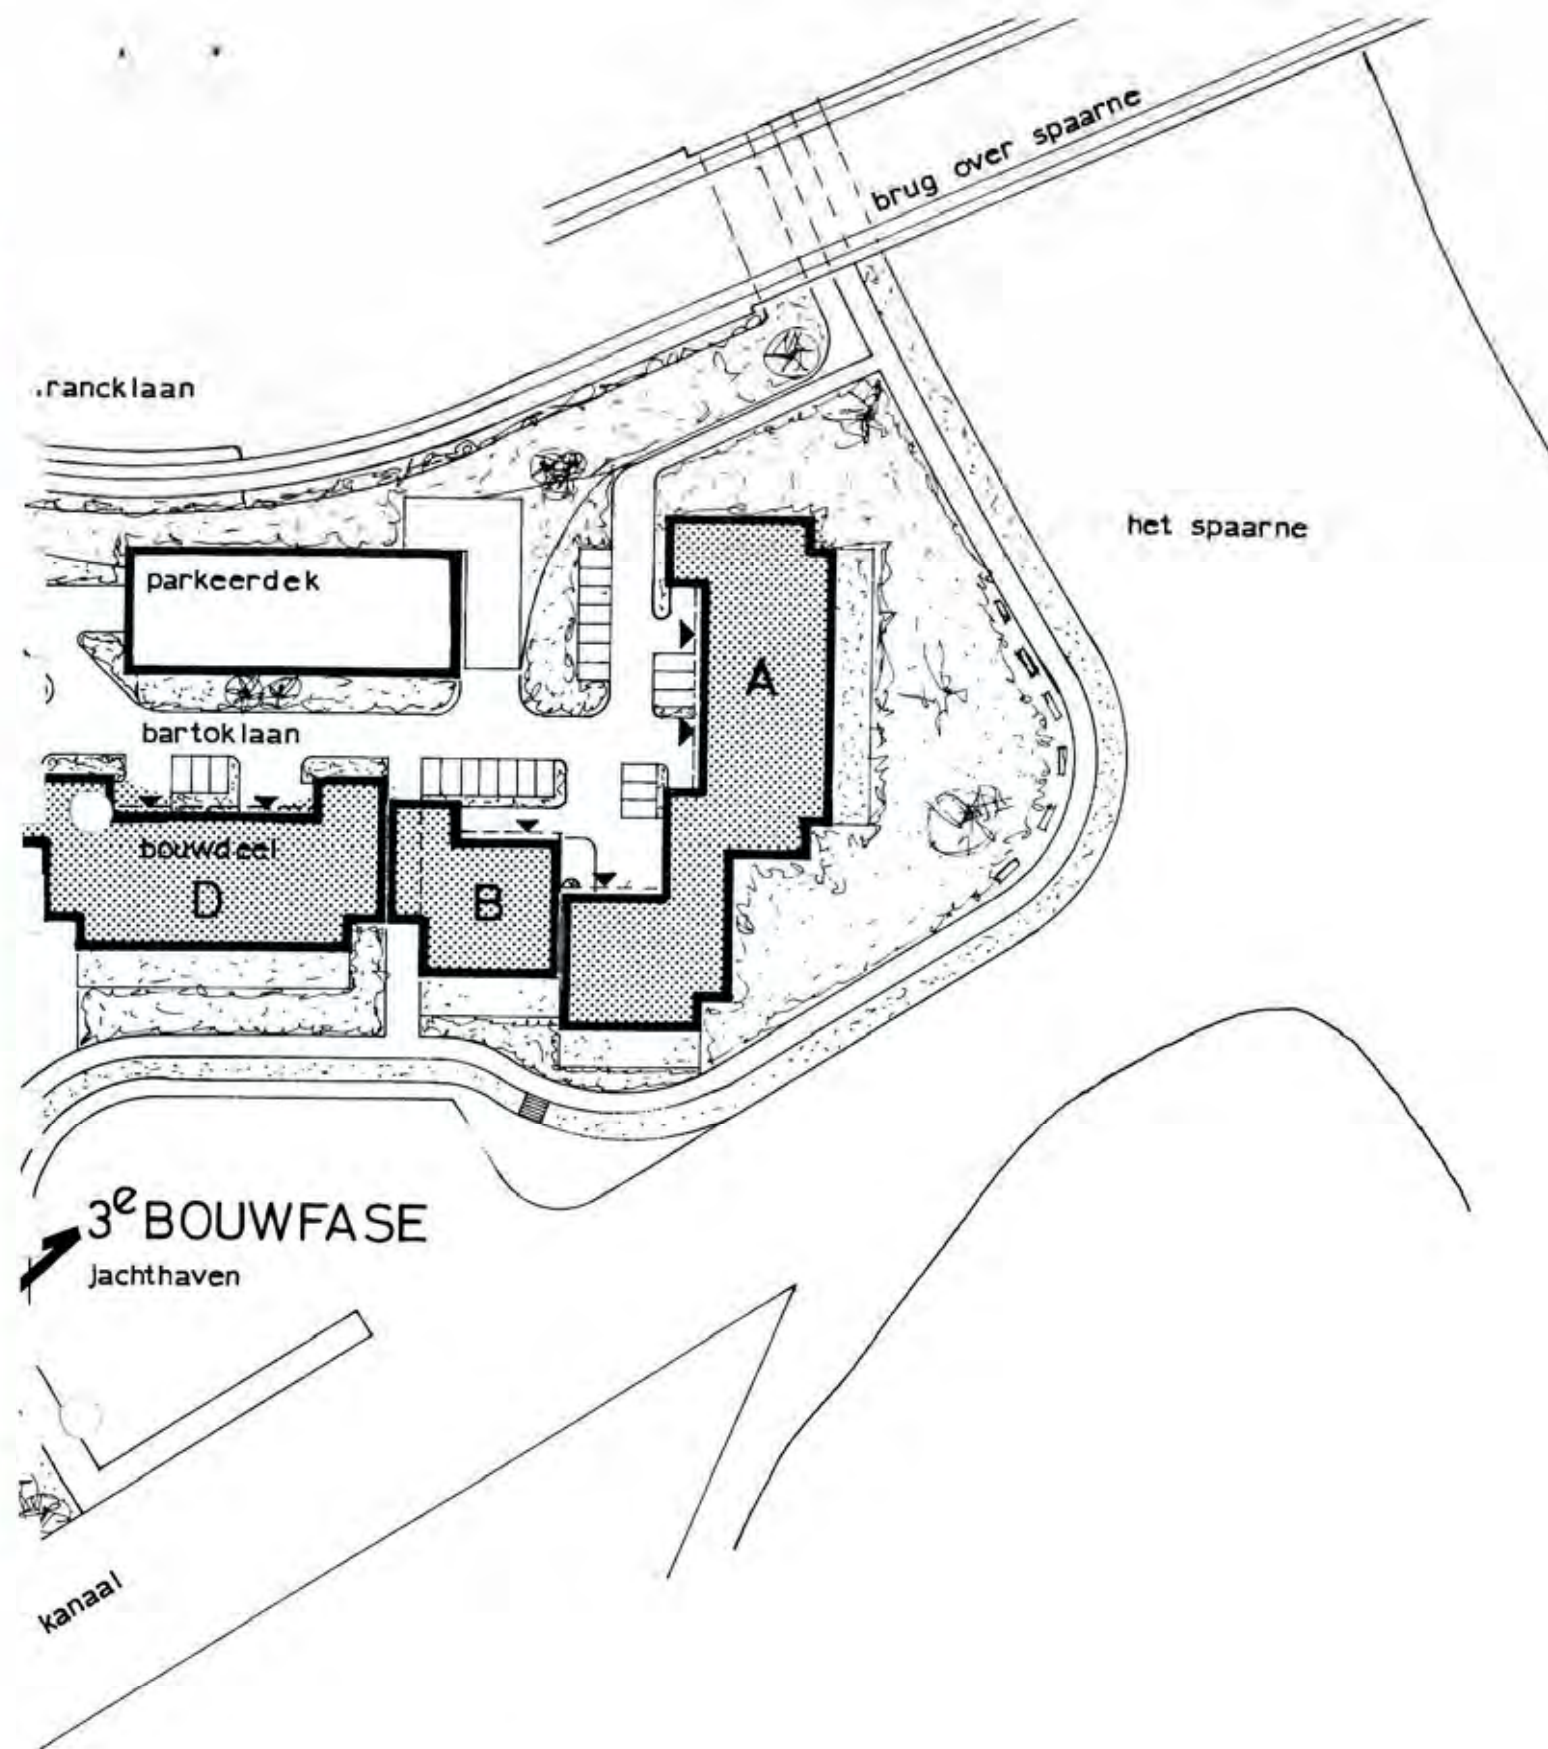 brug over spaarne
.rancklaan
het spaarne
parkeerdek
A
bartoklaan
bouwdeel
D
B
3e BOUWFASE
jachthaven
kanaal